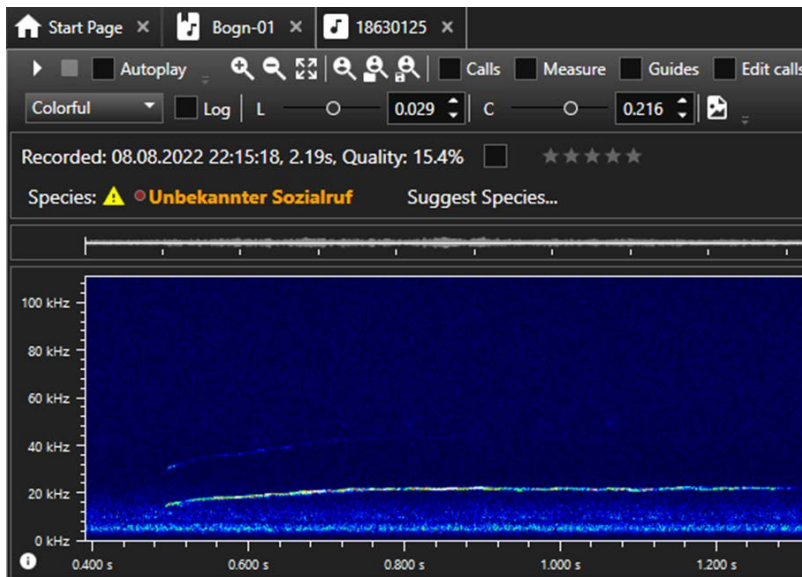 Start Page × Bogn-01 × 18630125 ×
Autoplay Calls Measure Guides Edit calls
Colorful Log L 0.029 C 0.216
Recorded: 08.08.2022 22:15:18, 2.19s, Quality: 15.4%
Species: Unbekannter Sozialruf Suggest Species...
100 kHz
80 kHz
60 kHz
40 kHz
20 kHz
0 kHz
0.400 s 0.600 s 0.800 s 1.000 s 1.200 s